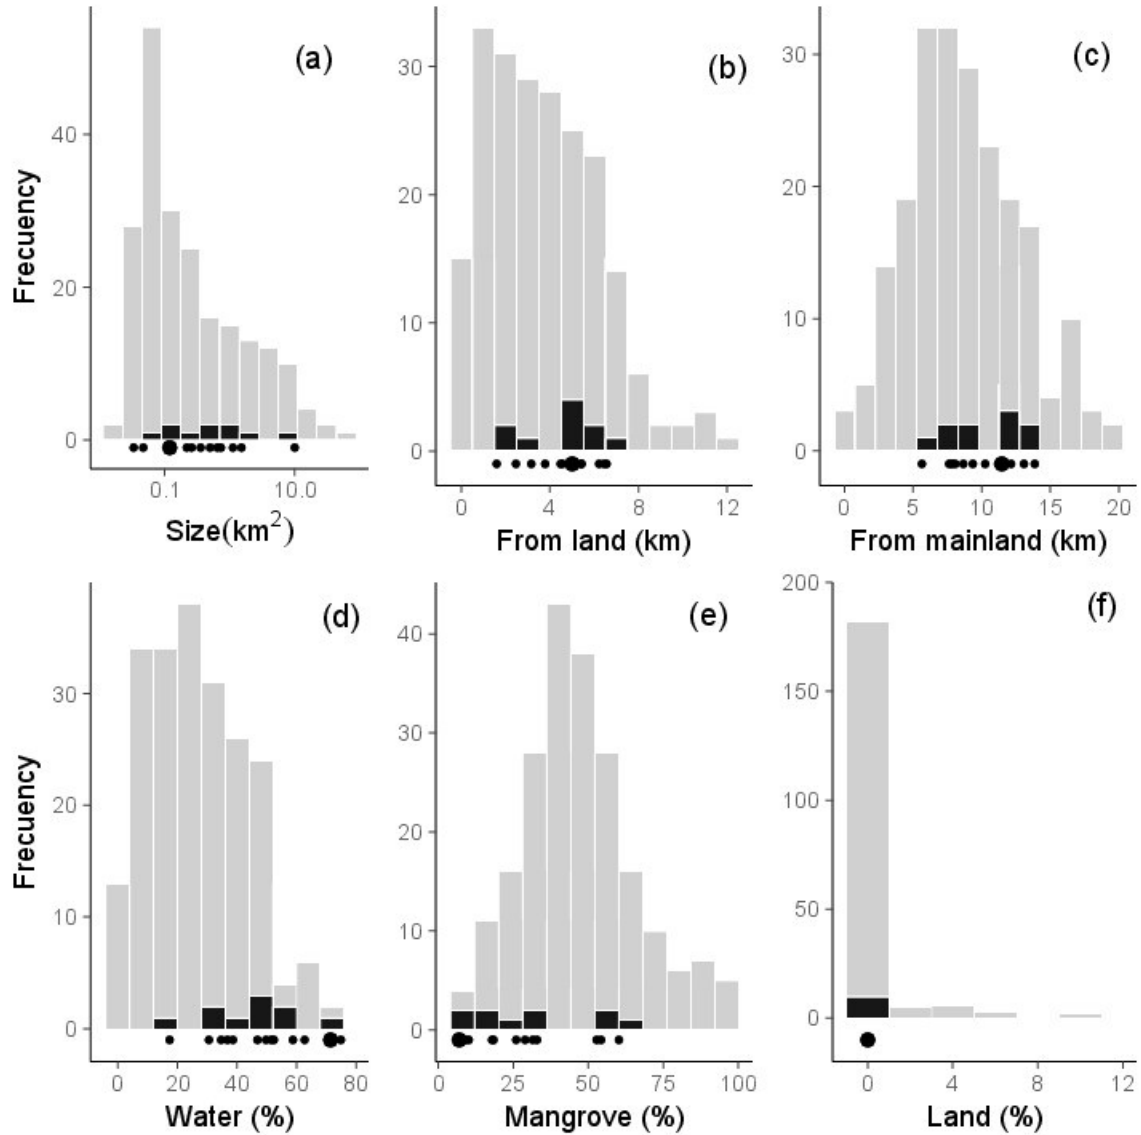 (a)
Frecuency
40
20
0
0.1 10.0
Size(km²)
(b)
30
20
10
0
0 4 8 12
From land (km)
(c)
30
20
10
0
0 5 10 15 20
From mainland (km)
(d)
Frecuency
30
20
10
0
0 20 40 60 80
Water (%)
(e)
40
30
20
10
0
0 25 50 75 100
Mangrove (%)
(f)
200
150
100
50
0
0 4 8 12
Land (%)